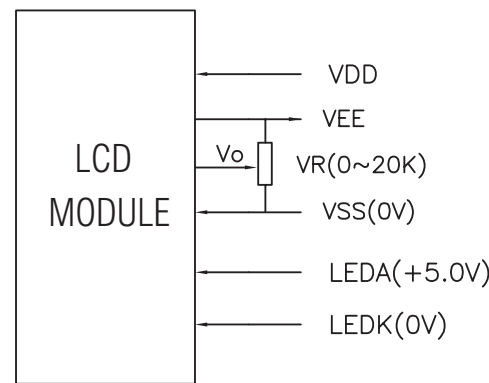 VDD
VEE
LCD
MODULE
Vo
VR(0~20K)
VSS(0V)
LEDA(+5.0V)
LEDK(0V)